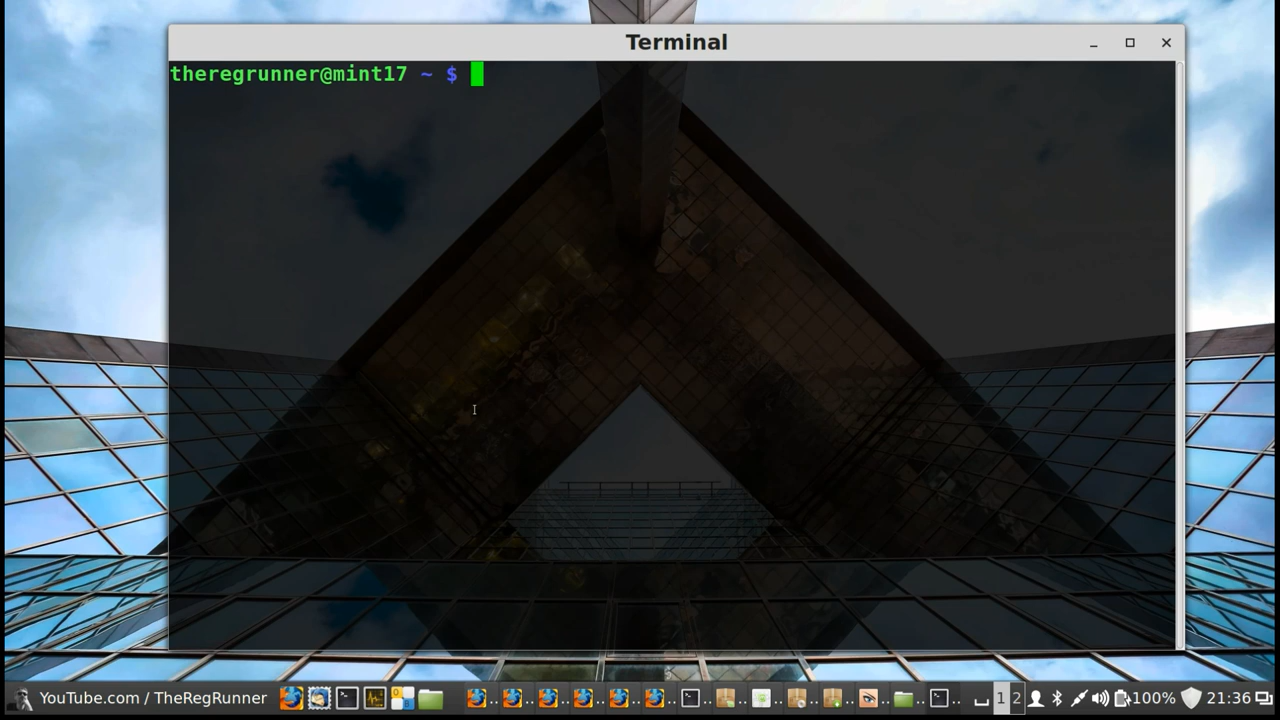 Terminal
theregrunner@mint17 ~ $
YouTube.com / TheRegRunner
1 2
100%
21:36